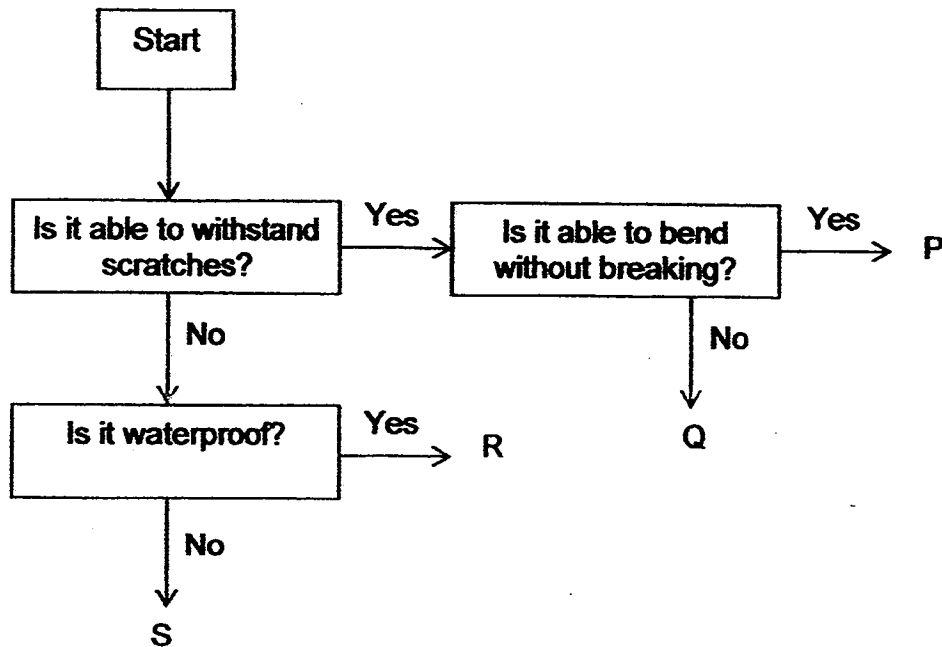 Start
Is it able to withstand
scratches?
Yes
Is it able to bend
without breaking?
Yes
P
No
No
Is it waterproof?
Yes
R
Q
No
S